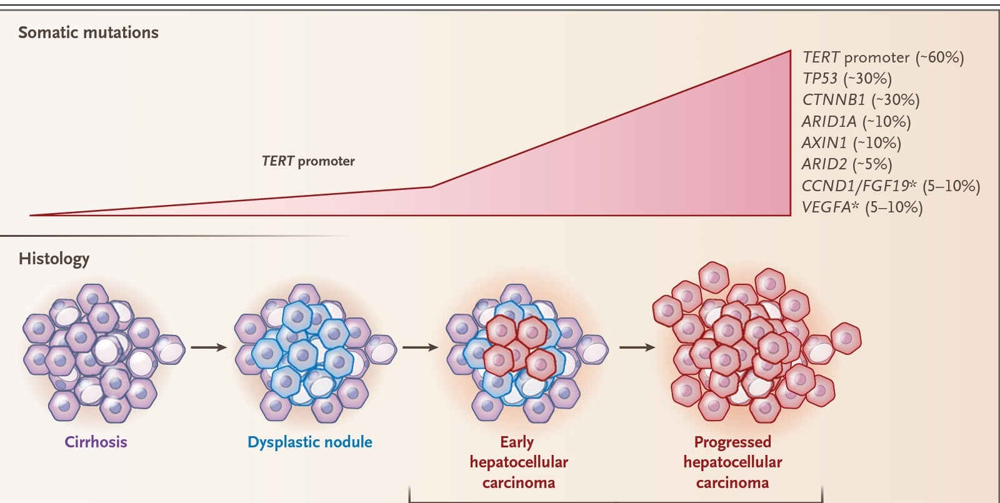 Somatic mutations
TERT promoter
TERT promoter (~60%)
TP53 (~30%)
CTNNB1 (~30%)
ARID1A (~10%)
AXIN1 (~10%)
ARID2 (~5%)
CCND1/FGF19* (5–10%)
VEGFA* (5–10%)
Histology
Cirrhosis
Dysplastic nodule
Early
hepatocellular
carcinoma
Progressed
hepatocellular
carcinoma